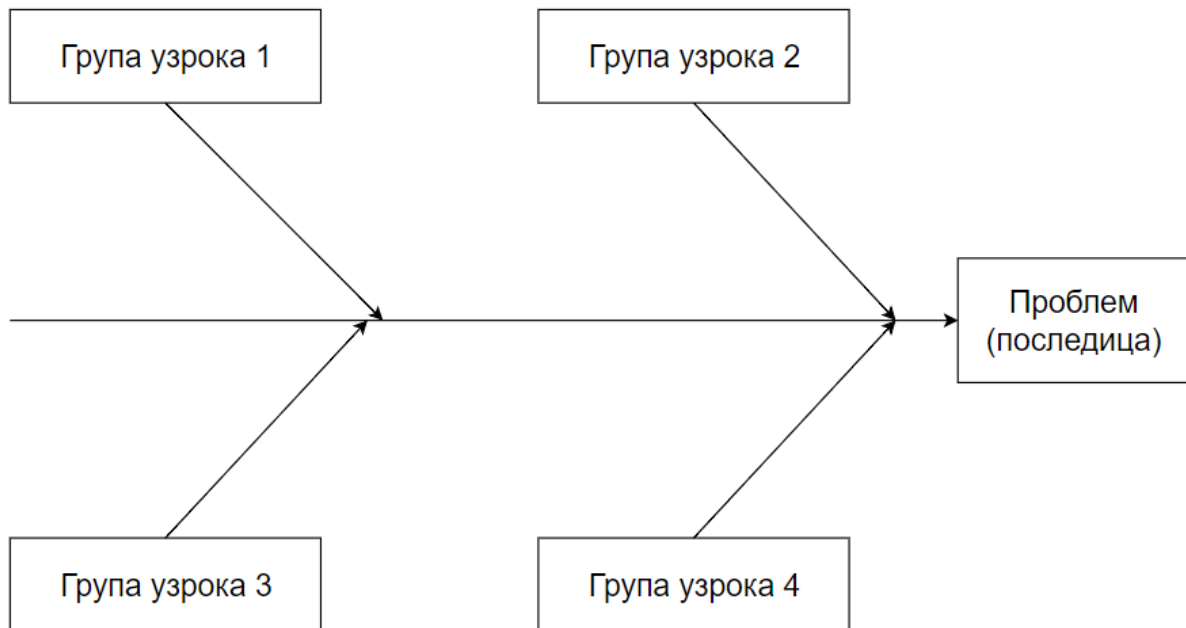 Група узрока 1
Група узрока 2
Проблем
(последица)
Група узрока 3
Група узрока 4